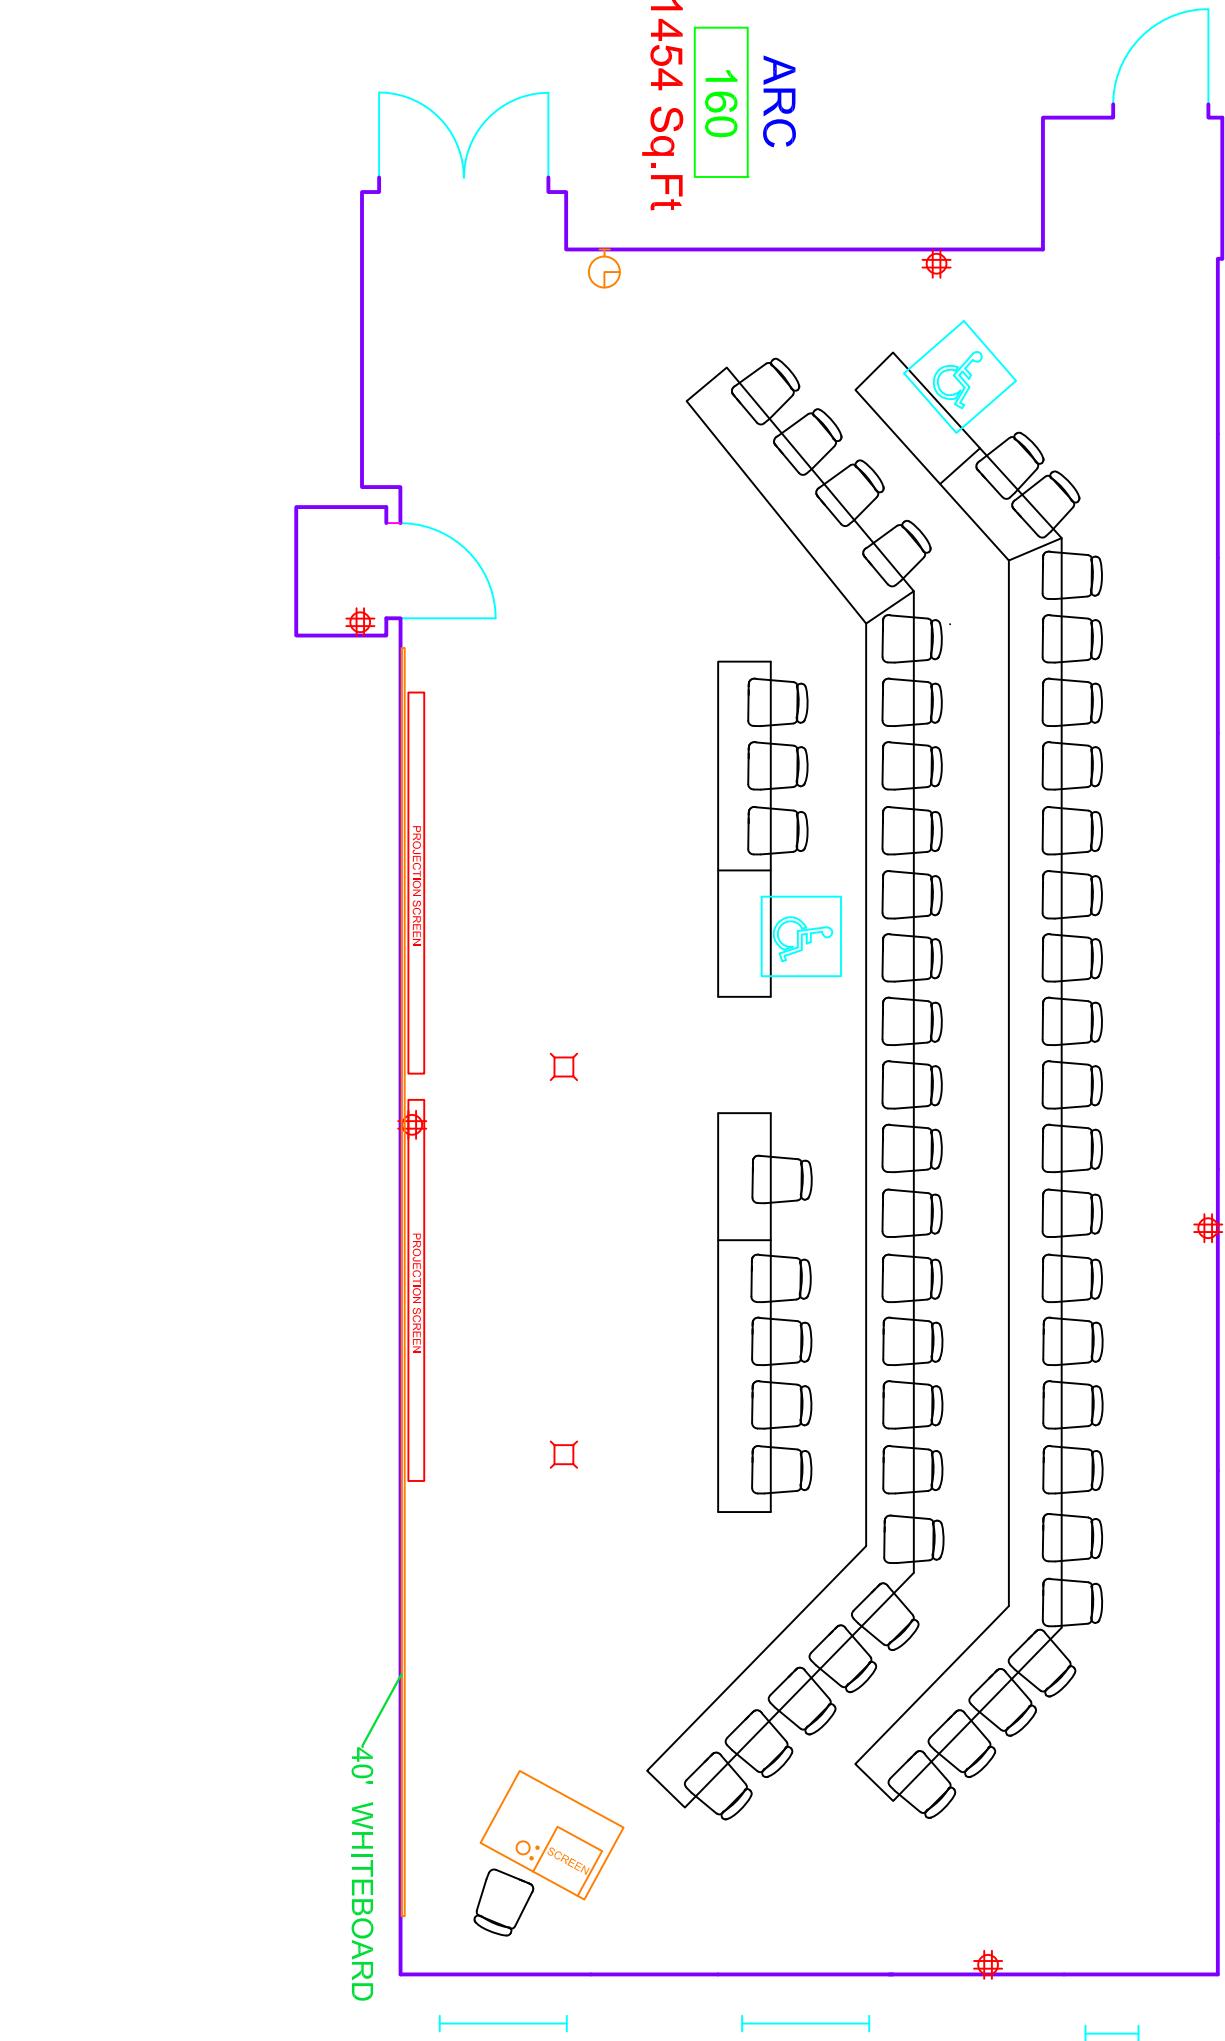 ARC
160
1454 Sq.Ft
PROJECTION SCREEN
PROJECTION SCREEN
SCREEN
40' WHITEBOARD